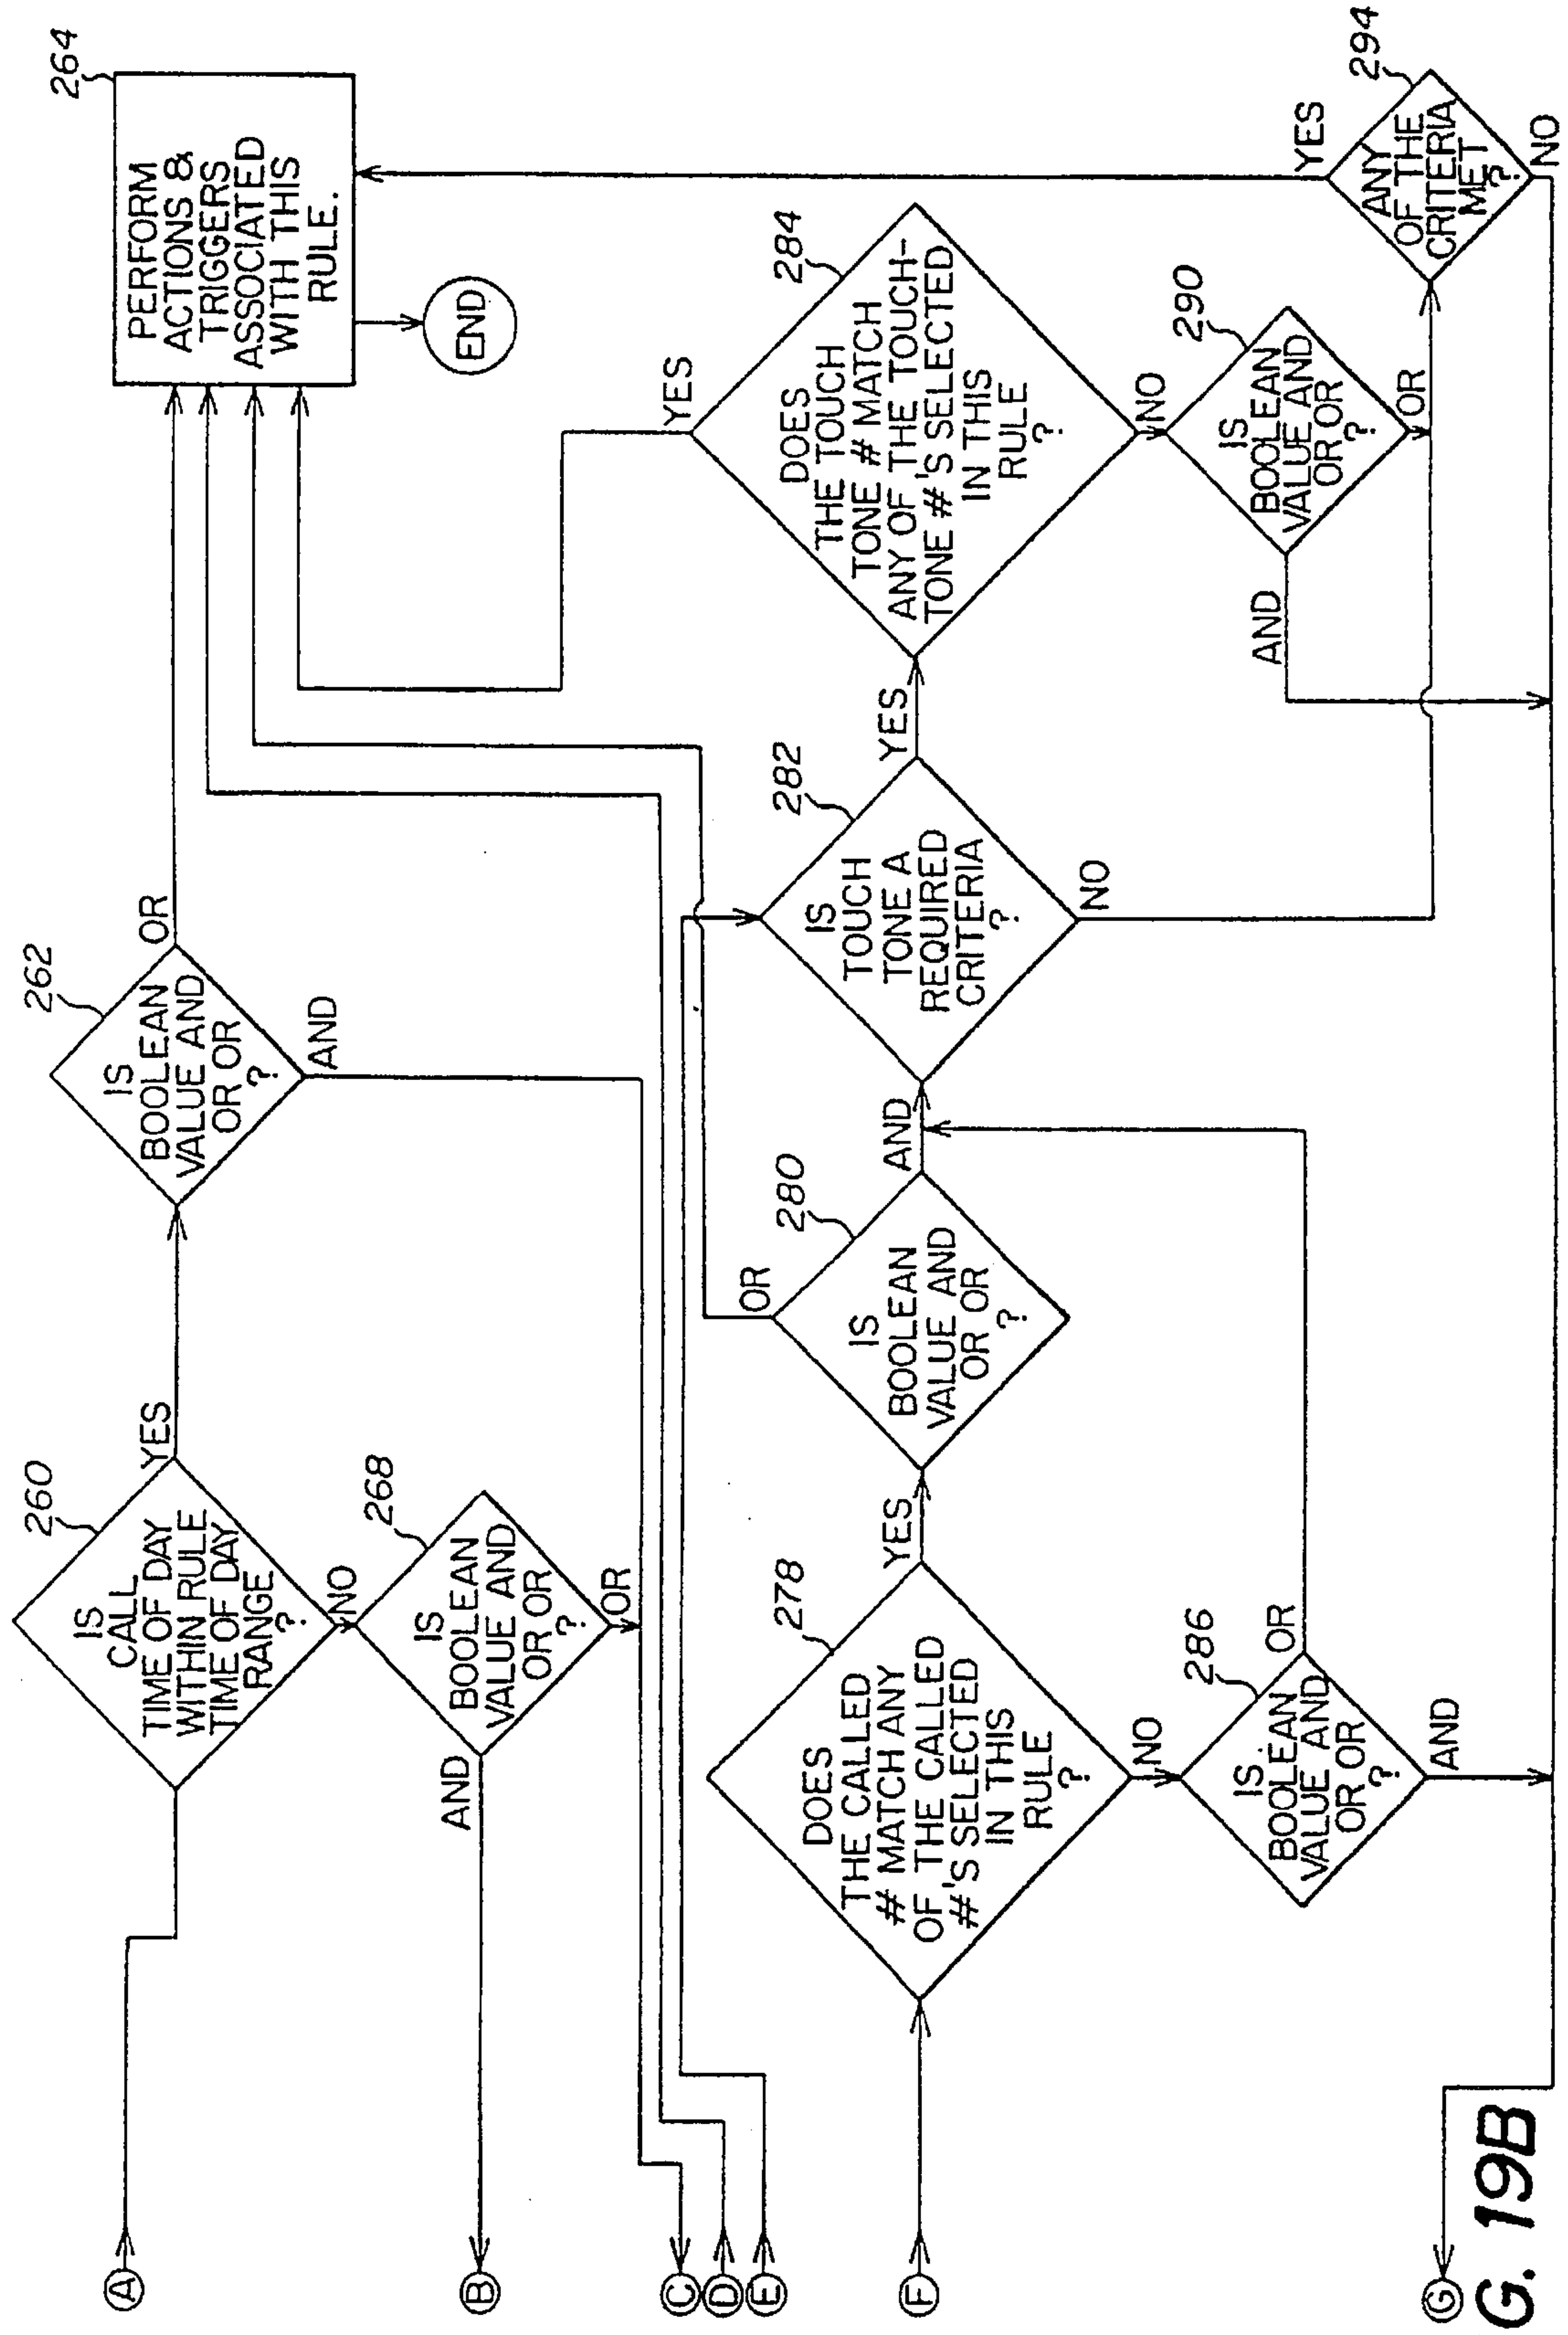 A
IS
CALL
TIME OF DAY
WITHIN RULE
TIME OF DAY
RANGE
?
260
YES
NO
IS
BOOLEAN
VALUE AND
OR OR
?
262
OR
AND
PERFORM
ACTIONS &
TRIGGERS
ASSOCIATED
WITH THIS
RULE.
264
END
B
AND
IS
BOOLEAN
VALUE AND
OR OR
?
268
OR
C
D
E
F
DOES
THE CALLED
# MATCH ANY
OF THE CALLED
#'S SELECTED
IN THIS
RULE
?
278
YES
NO
IS
BOOLEAN
VALUE AND
OR OR
?
280
OR
AND
IS
TOUCH
TONE A
REQUIRED
CRITERIA
?
282
YES
NO
DOES
THE TOUCH
TONE # MATCH
ANY OF THE TOUCH-
TONE #'S SELECTED
IN THIS
RULE
?
284
YES
NO
IS
BOOLEAN
VALUE AND
OR OR
?
286
OR
AND
IS
BOOLEAN
VALUE AND
OR OR
?
290
AND
OR
ANY
OF THE
CRITERIA
MET
?
294
YES
NO
G
G. 19B